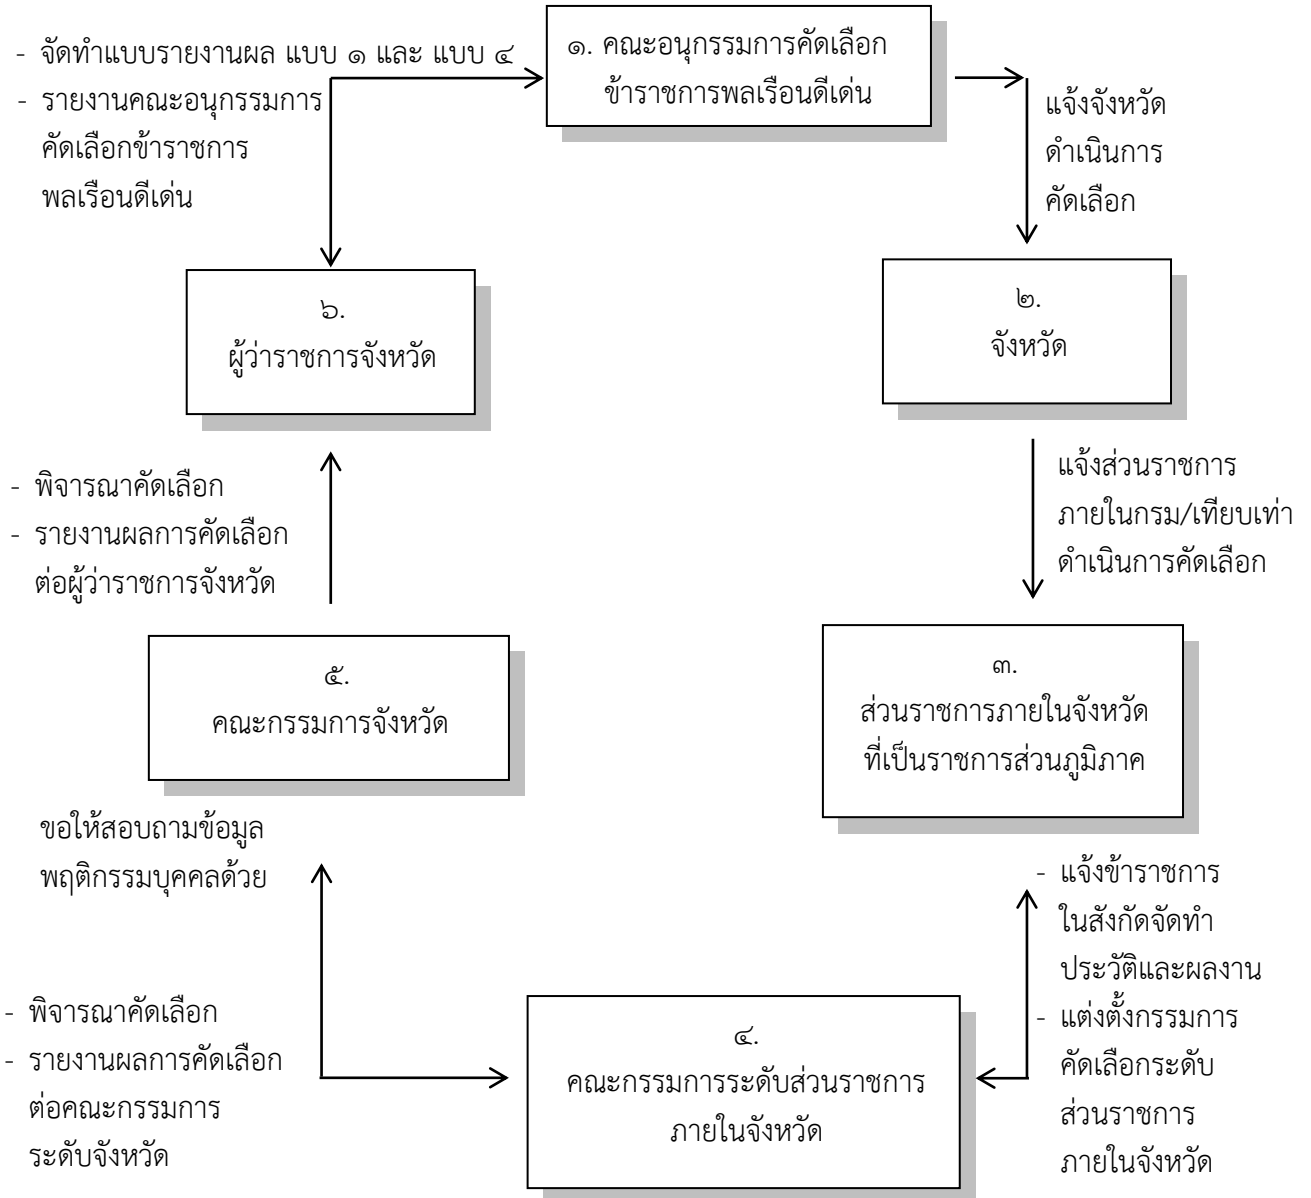 - จัดทำแบบรายงานผล แบบ ๑ และ แบบ ๔
- รายงานคณะอนุกรรมการ
คัดเลือกข้าราชการ
พลเรือนดีเด่น
๑. คณะอนุกรรมการคัดเลือก
ข้าราชการพลเรือนดีเด่น
แจ้งจังหวัด
ดำเนินการ
คัดเลือก
๒.
จังหวัด
แจ้งส่วนราชการ
ภายในกรม/เทียบเท่า
ดำเนินการคัดเลือก
๓.
ส่วนราชการภายในจังหวัด
ที่เป็นราชการส่วนภูมิภาค
- แจ้งข้าราชการ
ในสังกัดจัดทำ
ประวัติและผลงาน
- แต่งตั้งกรรมการ
คัดเลือกระดับ
ส่วนราชการ
ภายในจังหวัด
๔.
คณะกรรมการระดับส่วนราชการ
ภายในจังหวัด
- พิจารณาคัดเลือก
- รายงานผลการคัดเลือก
ต่อคณะกรรมการ
ระดับจังหวัด
ขอให้สอบถามข้อมูล
พฤติกรรมบุคคลด้วย
๕.
คณะกรรมการจังหวัด
- พิจารณาคัดเลือก
- รายงานผลการคัดเลือก
ต่อผู้ว่าราชการจังหวัด
๖.
ผู้ว่าราชการจังหวัด